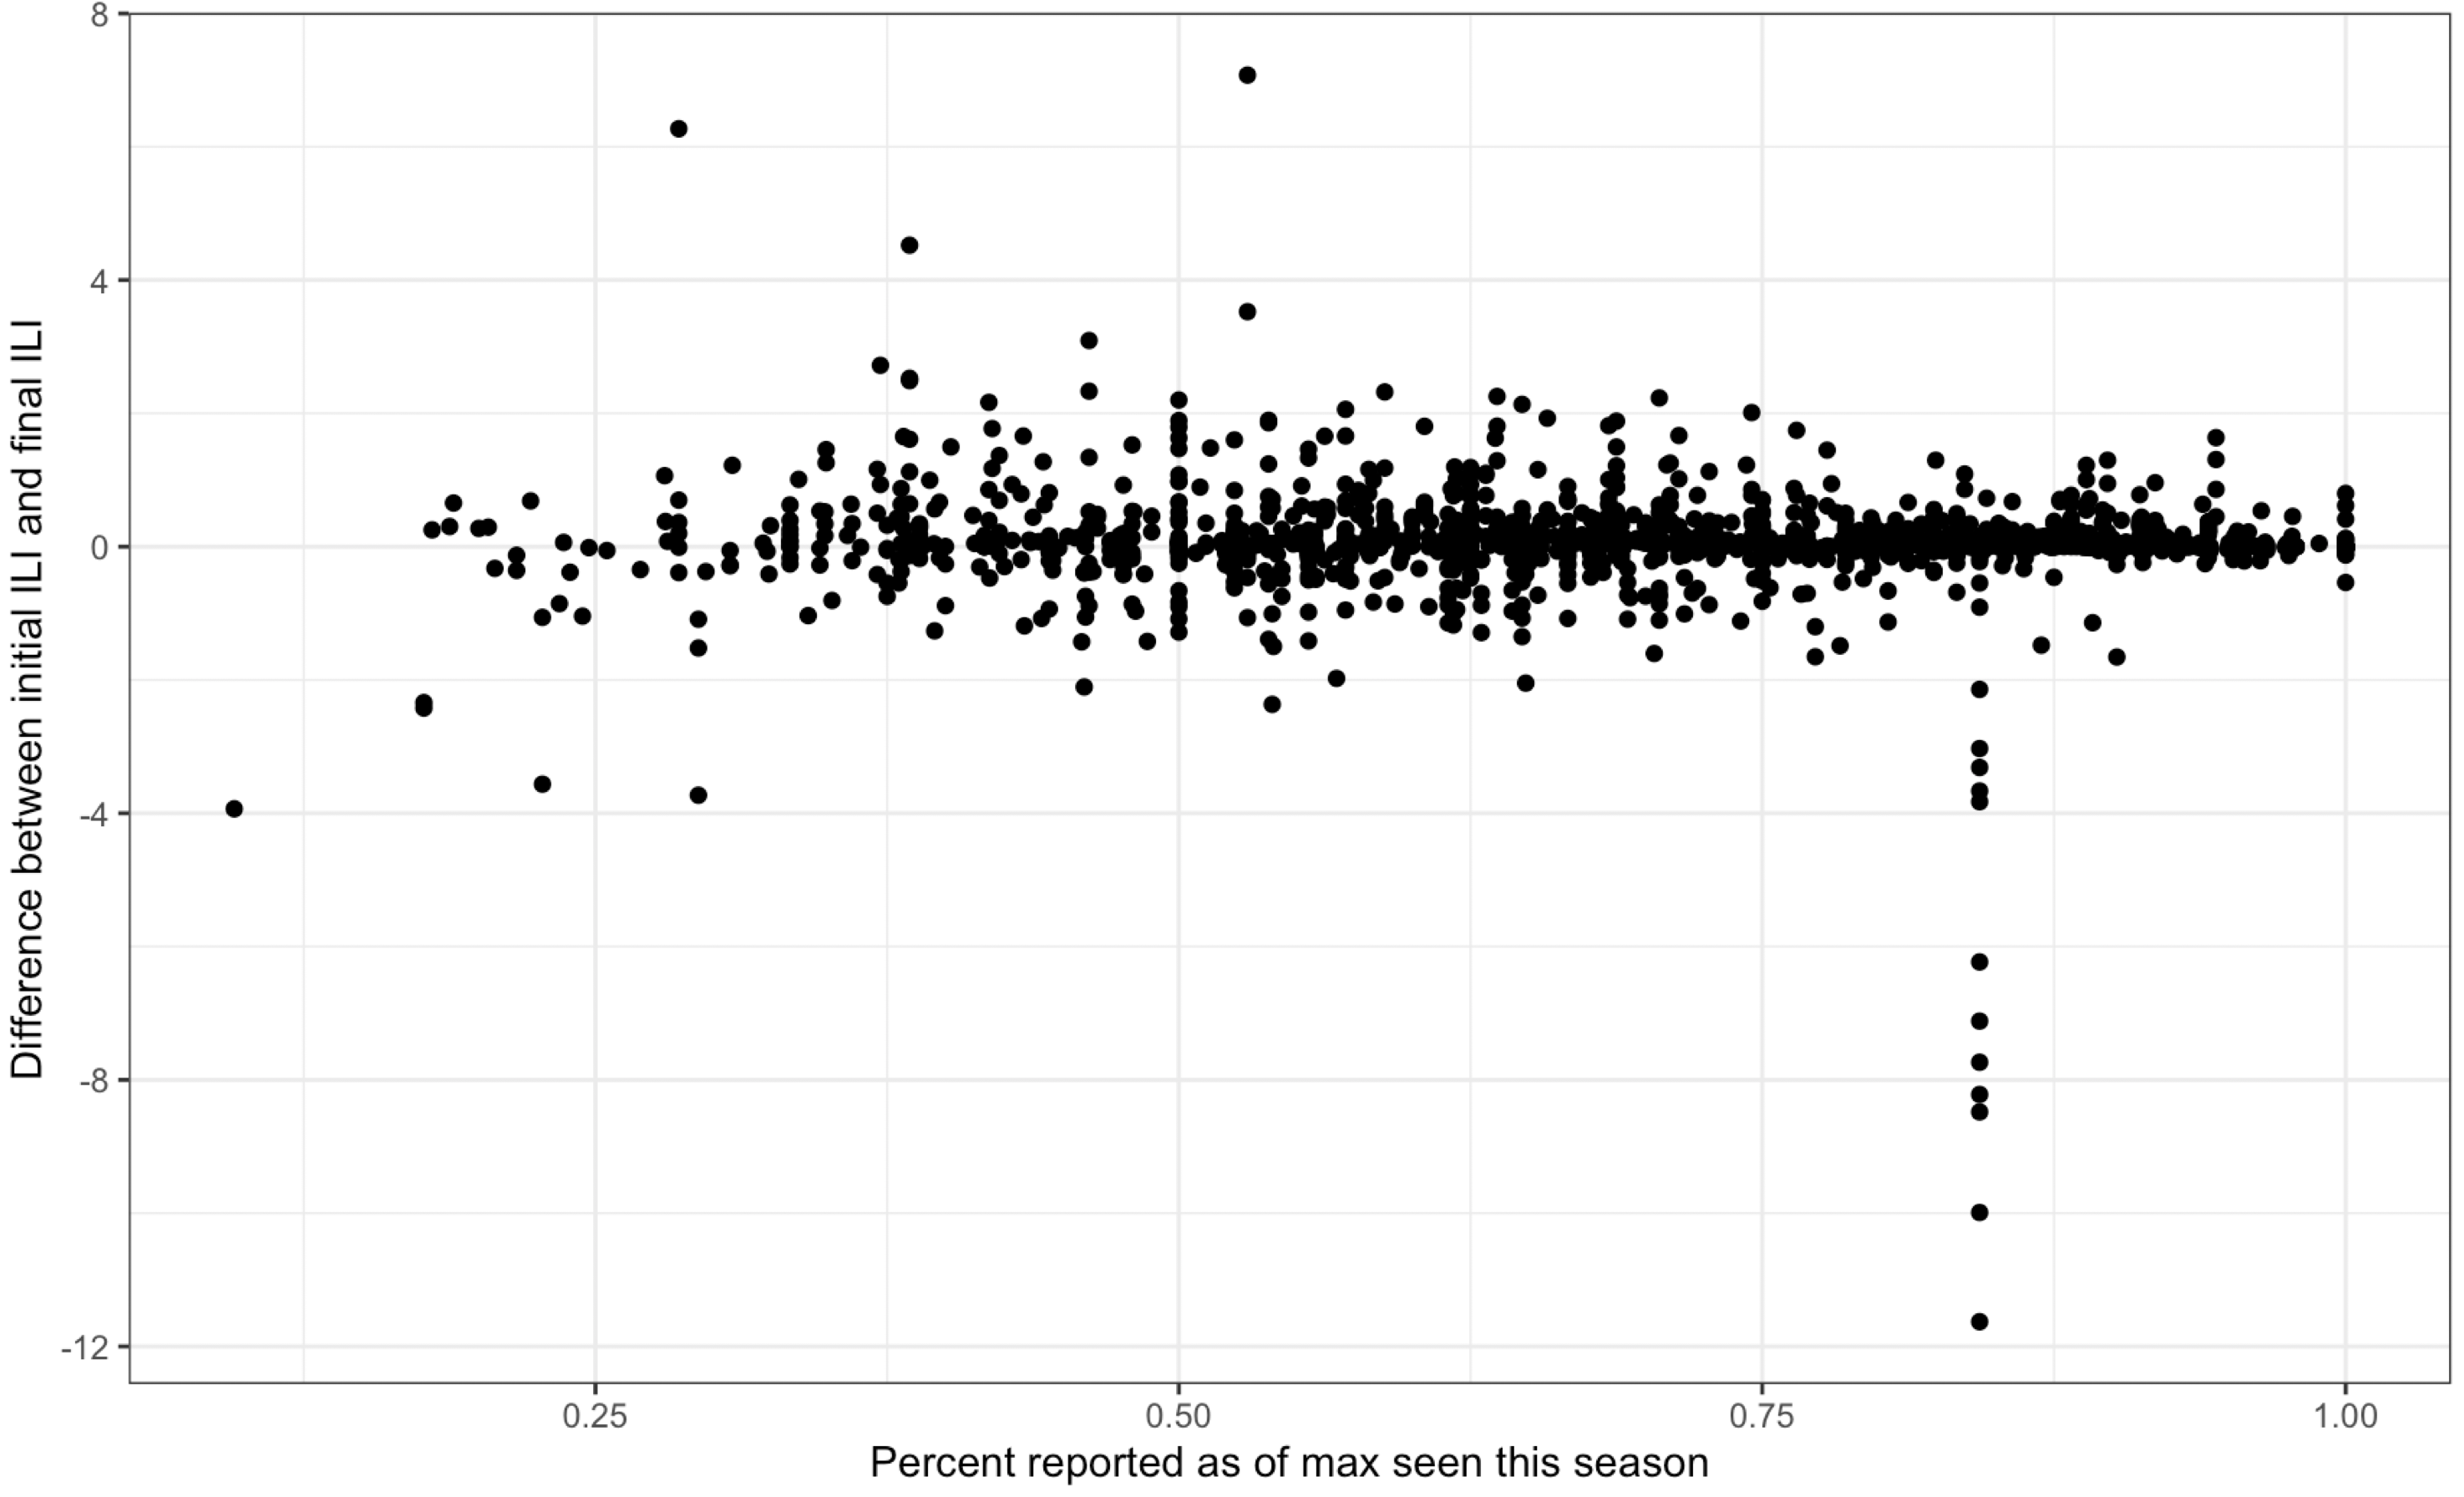 Difference between initial ILI and final ILI
8
4
0
-4
-8
-12
0.25 0.50 0.75 1.00
Percent reported as of max seen this season